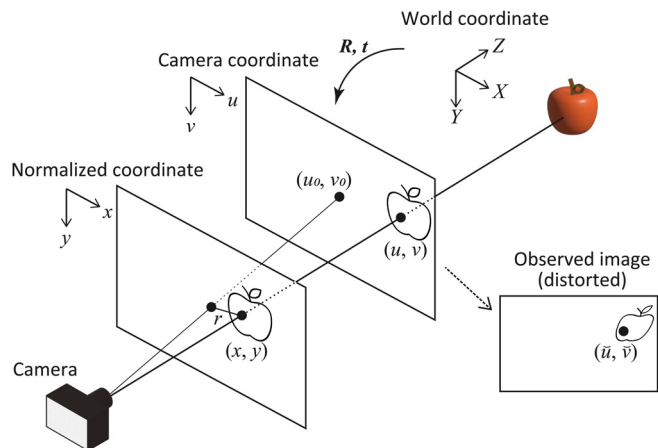 World coordinate
R, t
Z
X
Y
Camera coordinate
u
v
(u₀, v₀)
(u, v)
Normalized coordinate
x
y
r
(x, y)
Observed image
(distorted)
(ŭ, v̆)
Camera